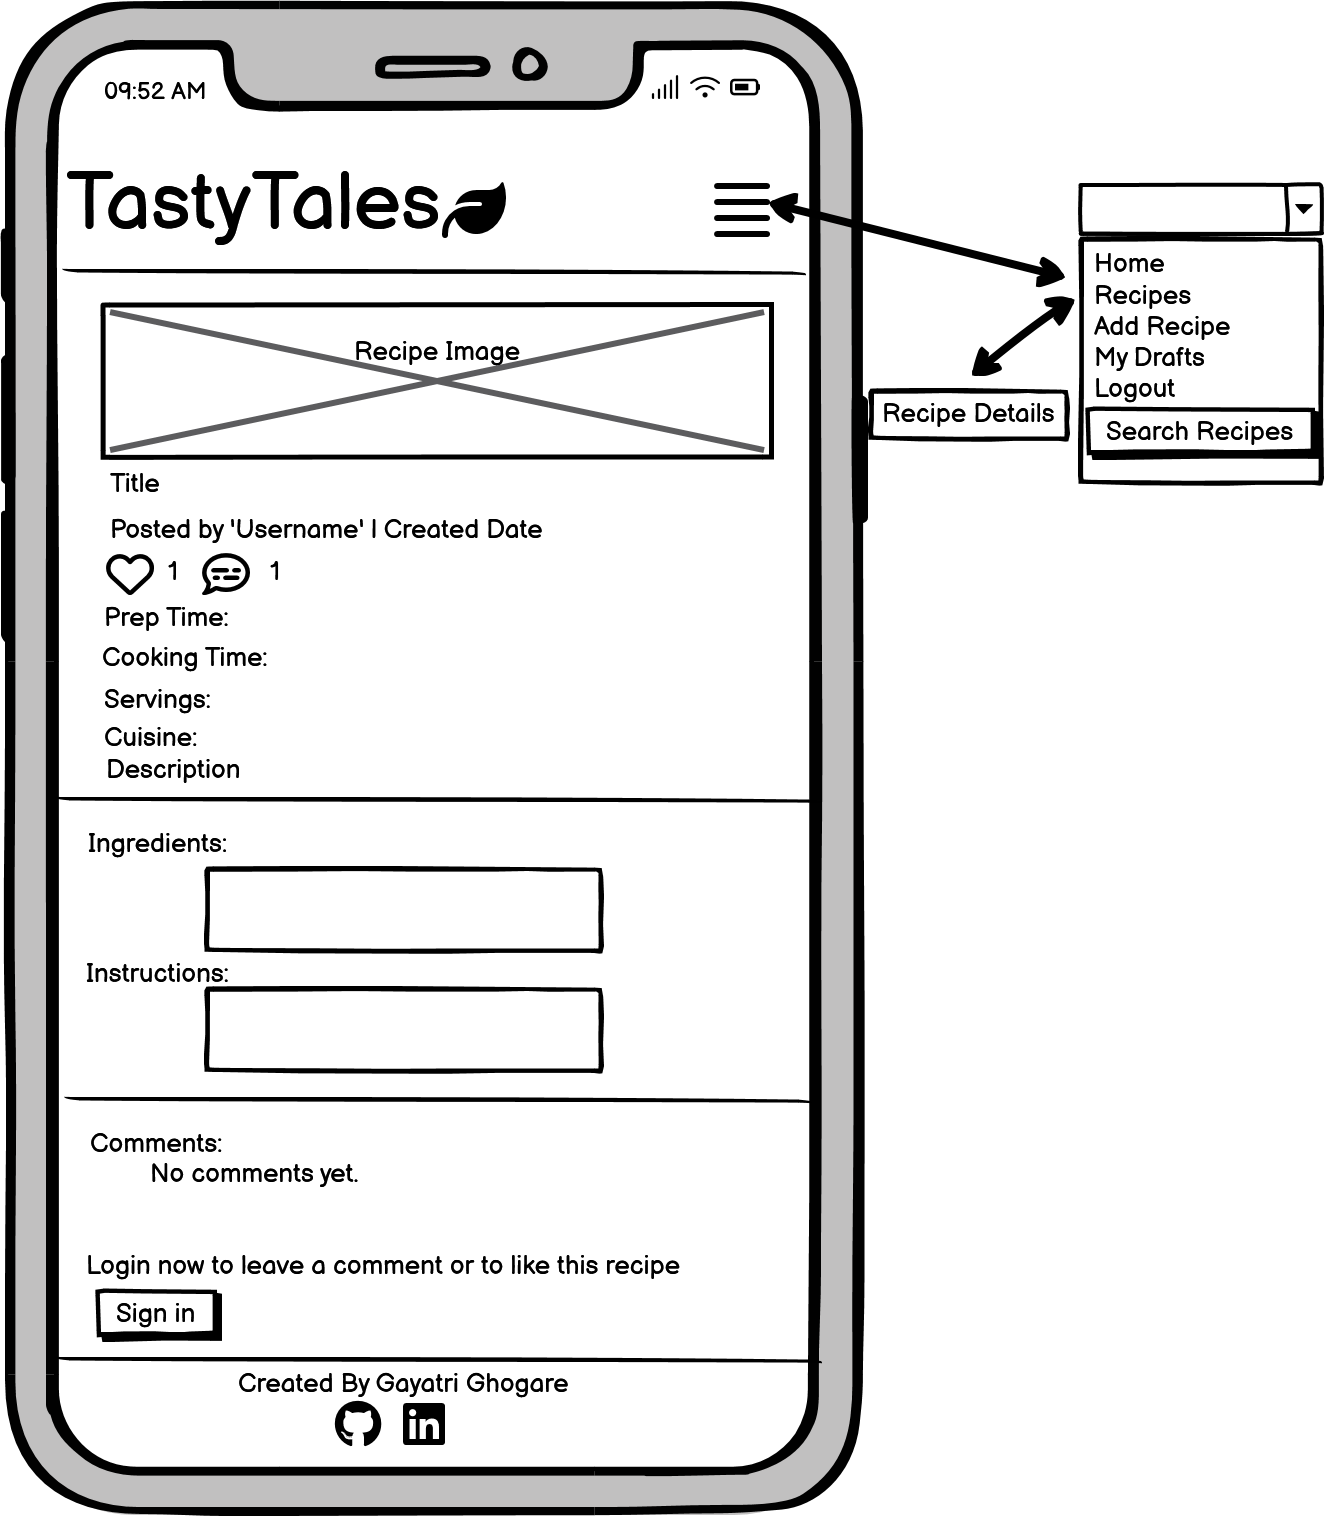 09:52 AM
TastyTales
Recipe Image
Title
Posted by 'Username' | Created Date
1 1
Prep Time:
Cooking Time:
Servings:
Cuisine:
Description
Ingredients:
Instructions:
Comments:
No comments yet.
Login now to leave a comment or to like this recipe
Sign in
Created By Gayatri Ghogare
in
Home
Recipes
Add Recipe
My Drafts
Logout
Search Recipes
Recipe Details